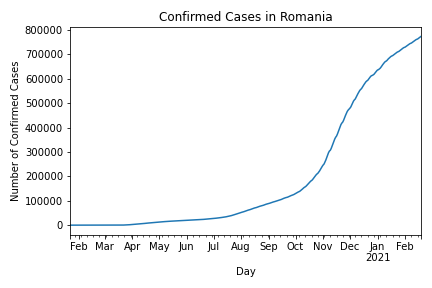 Confirmed Cases in Romania
800000
700000
600000
500000
400000
300000
200000
100000
0
Number of Confirmed Cases
Feb Mar Apr May Jun Jul Aug Sep Oct Nov Dec Jan Feb
2021
Day